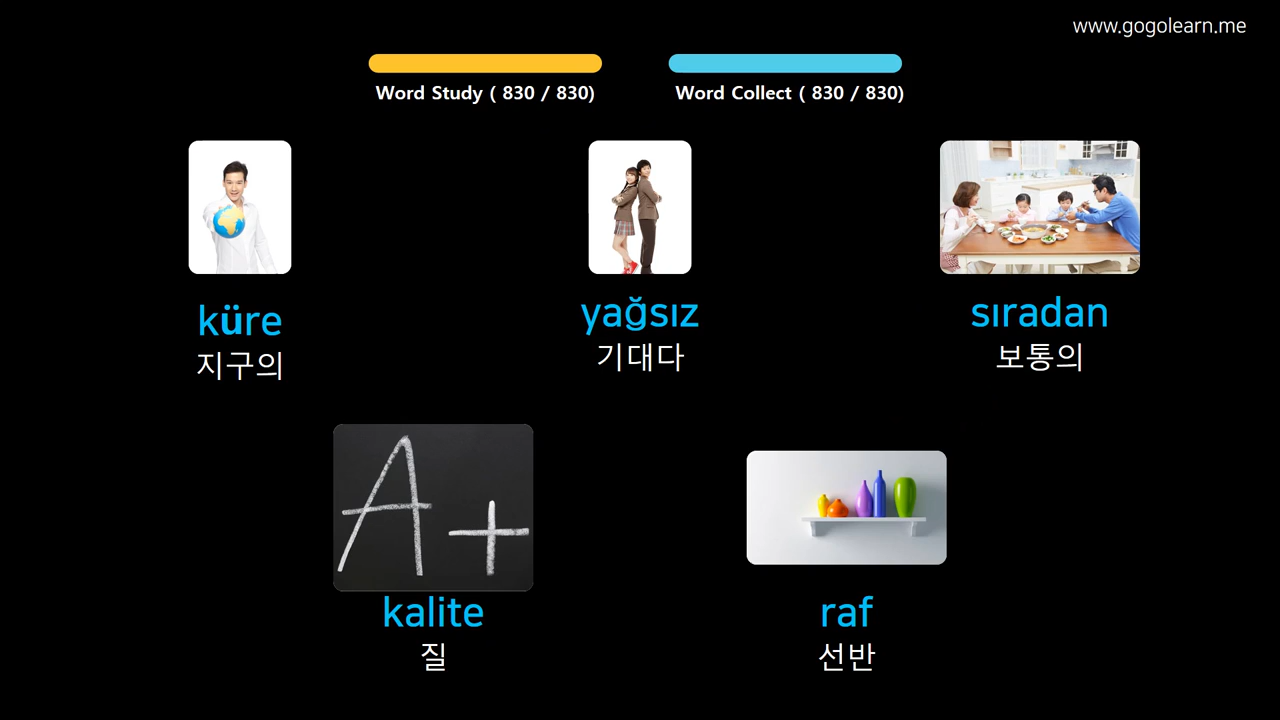 www.gogolearn.me
Word Study ( 830 / 830)
Word Collect ( 830 / 830)
küre
지구의
yağsız
기대다
sıradan
보통의
A+
kalite
질
raf
선반